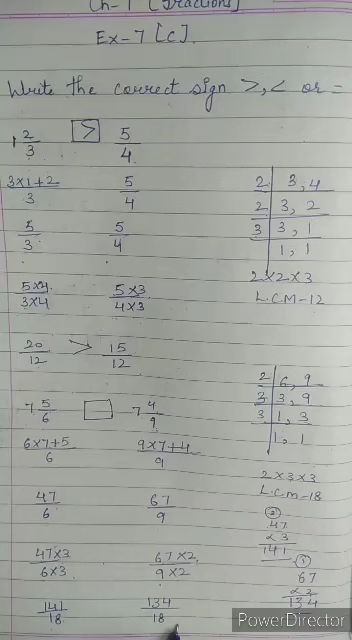 Ch-1 [Fractions]
Ex-7 [C].
Write the correct sign >, < or =
1 2/3 > 5/4
3×1+2/3 5/4
5/3 5/4
5×4/3×4 5×3/4×3
20/12 > 15/12
2 | 3, 4
2 | 3, 2
3 | 3, 1
1, 1
2×2×3
L.C.M-12
7 5/6 □ 7 4/9
6×7+5/6 9×7+4/9
47/6 67/9
47×3/6×3 67×2/9×2
141/18 134/18
2 | 6, 9
3 | 3, 9
3 | 1, 3
1, 1
2×3×3
L.C.M-18
②
47
×3
141
①
67
×2
134
PowerDirector